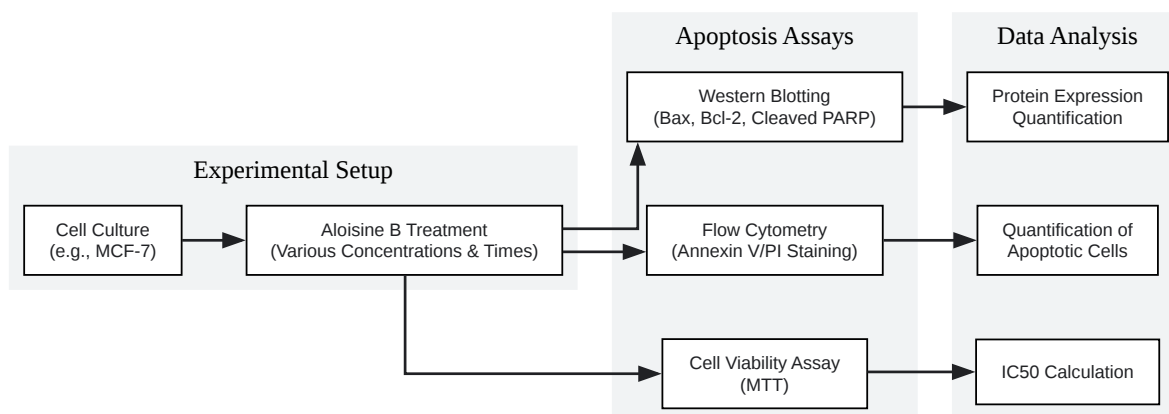 Experimental Setup
Cell Culture
(e.g., MCF-7)
Aloisine B Treatment
(Various Concentrations & Times)
Apoptosis Assays
Western Blotting
(Bax, Bcl-2, Cleaved PARP)
Flow Cytometry
(Annexin V/PI Staining)
Cell Viability Assay
(MTT)
Data Analysis
Protein Expression
Quantification
Quantification of
Apoptotic Cells
IC50 Calculation